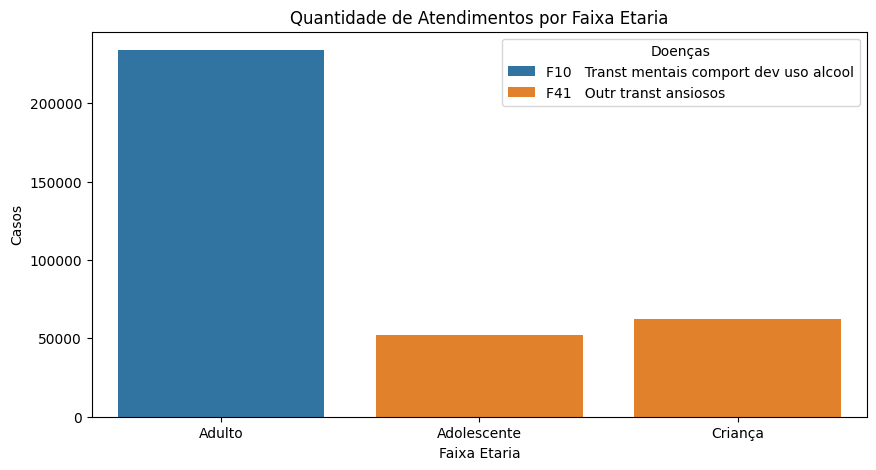 Quantidade de Atendimentos por Faixa Etaria
Doenças
F10   Transt mentais comport dev uso alcool
F41   Outr transt ansiosos
Casos
200000
150000
100000
50000
0
Adulto
Adolescente
Criança
Faixa Etaria